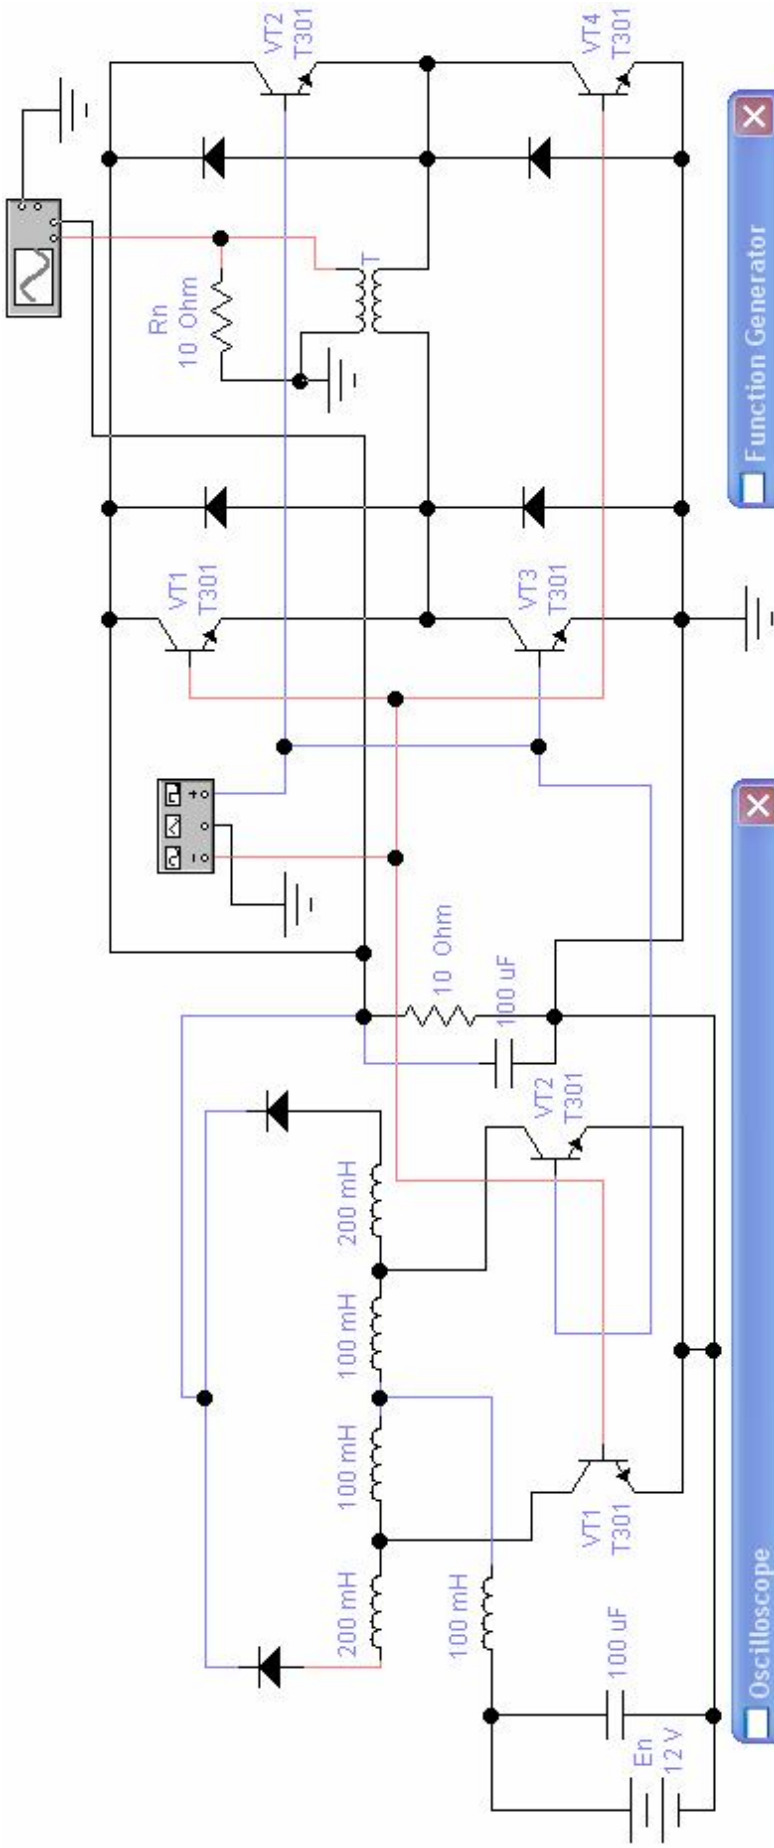 VT2
T301
VT4
T301
Rn
10 Ohm
T
VT1
T301
VT3
T301
+
-
10 Ohm
100 uF
VT2
T301
200 mH
100 mH
100 mH
200 mH
VT1
T301
100 mH
100 uF
En
12 V
Function Generator
Oscilloscope